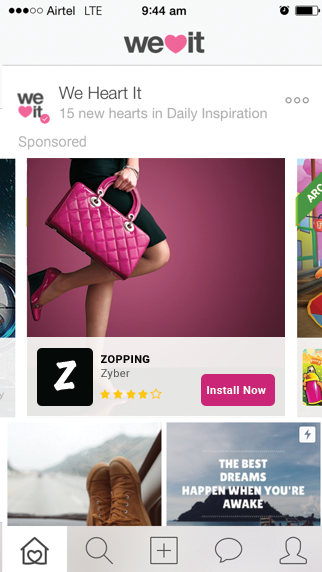 Airtel LTE 9:44 am
we it
we it
We Heart It
15 new hearts in Daily Inspiration
Sponsored
Z
ZOPPING
Zyber
Install Now
THE BEST
DREAMS
HAPPEN WHEN YOU'RE
AWAKE